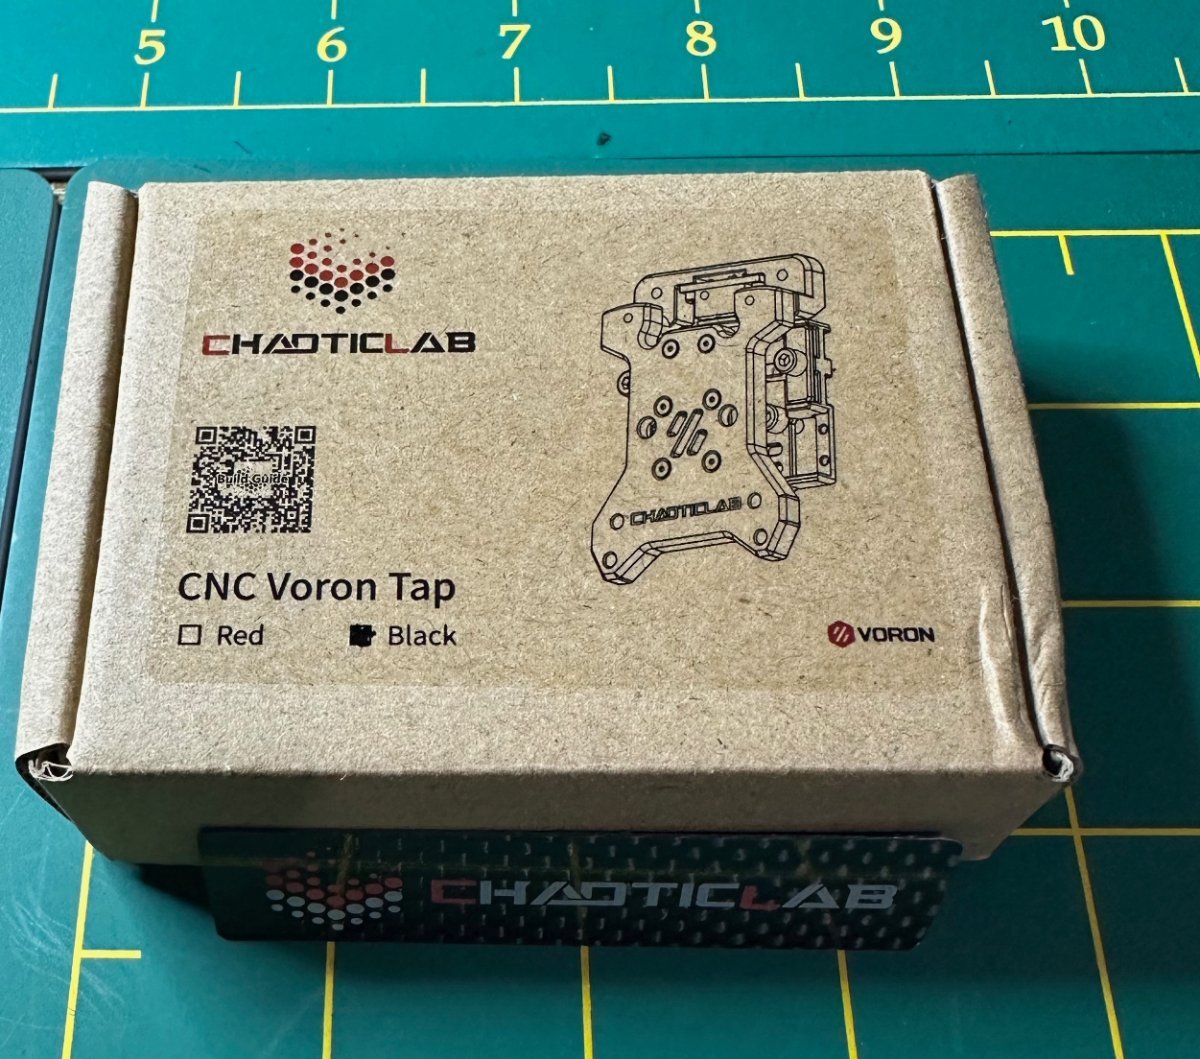 5 6 7 8 9 10
CHAOTICLAB
Build Guide
CHAOTICLAB
CNC Voron Tap
Red Black
VORON
CHAOTICLAB